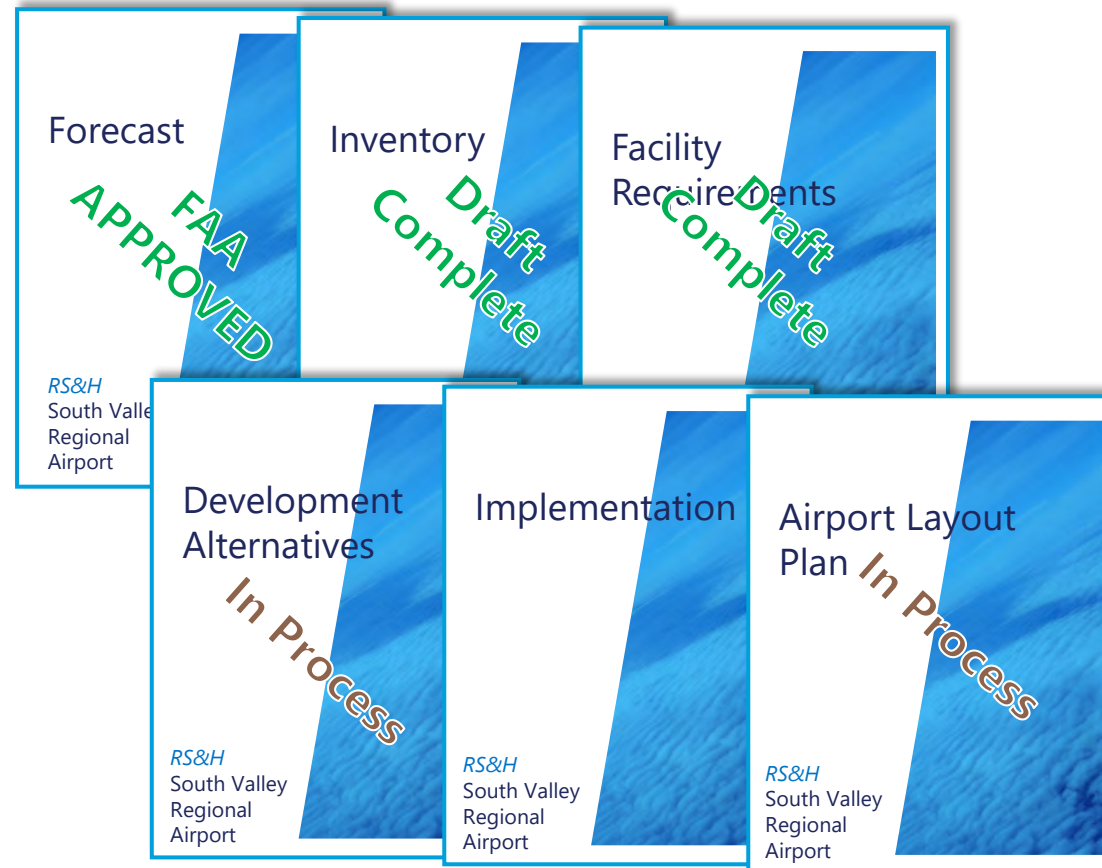 Forecast
FAA
APPROVED
RS&H
South Valle
Regional
Airport
Inventory
Draft
Complete
Facility
Requirements
Draft
Complete
Development
Alternatives
In Process
RS&H
South Valley
Regional
Airport
Implementation
RS&H
South Valley
Regional
Airport
Airport Layout
Plan
In Process
RS&H
South Valley
Regional
Airport